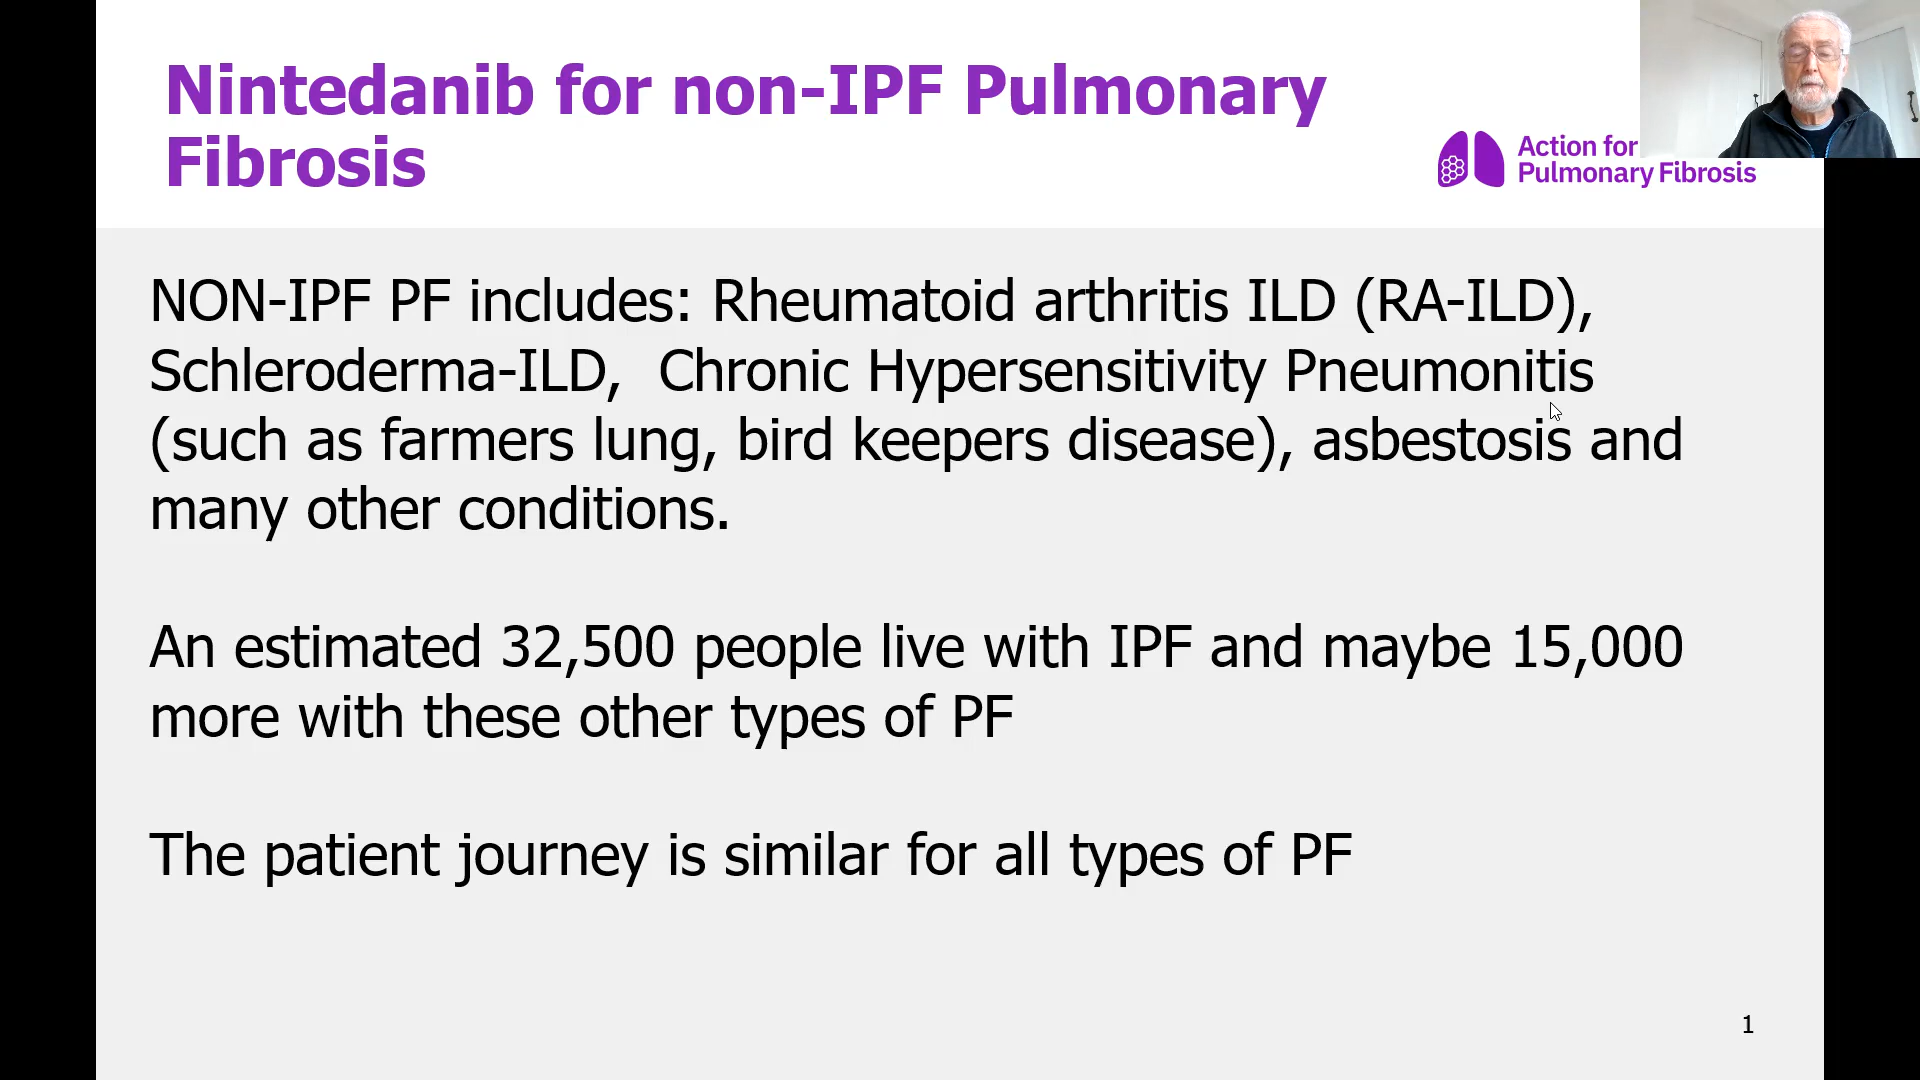 Nintedanib for non-IPF Pulmonary
Fibrosis
Action for
Pulmonary Fibrosis
NON-IPF PF includes: Rheumatoid arthritis ILD (RA-ILD),
Schleroderma-ILD,  Chronic Hypersensitivity Pneumonitis
(such as farmers lung, bird keepers disease), asbestosis and
many other conditions.
An estimated 32,500 people live with IPF and maybe 15,000
more with these other types of PF
The patient journey is similar for all types of PF
1